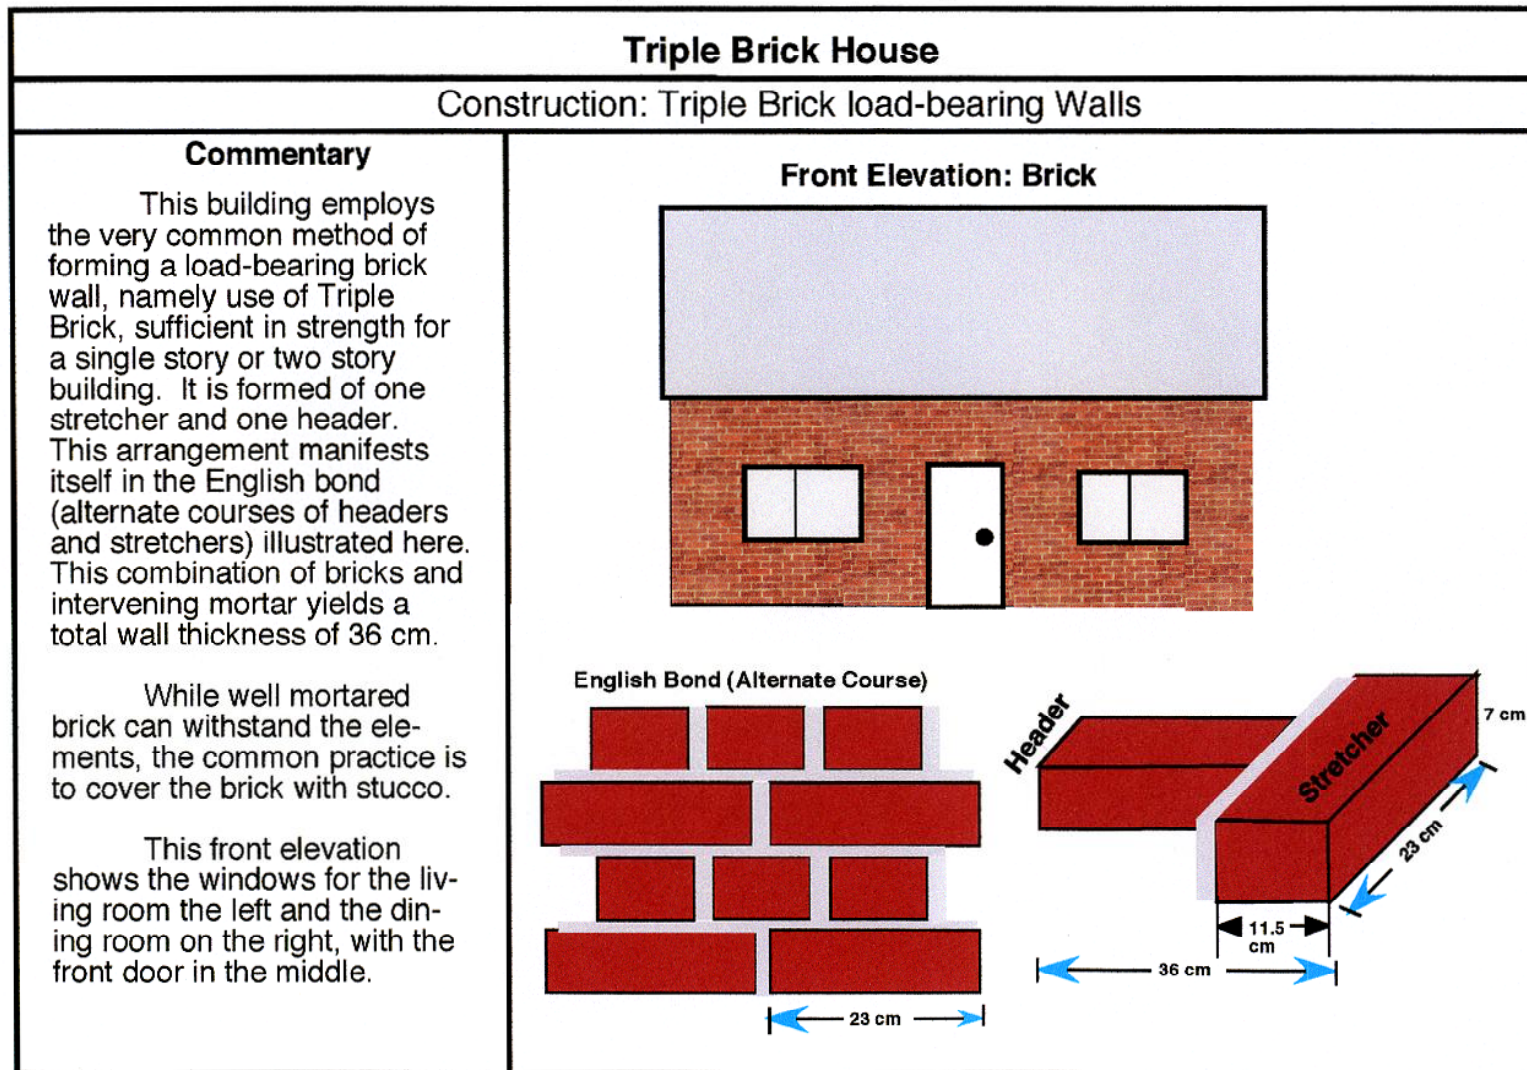 Triple Brick House
Construction: Triple Brick load-bearing Walls
Commentary
This building employs
the very common method of
forming a load-bearing brick
wall, namely use of Triple
Brick, sufficient in strength for
a single story or two story
building. It is formed of one
stretcher and one header.
This arrangement manifests
itself in the English bond
(alternate courses of headers
and stretchers) illustrated here.
This combination of bricks and
intervening mortar yields a
total wall thickness of 36 cm.
While well mortared
brick can withstand the ele-
ments, the common practice is
to cover the brick with stucco.
This front elevation
shows the windows for the liv-
ing room the left and the din-
ing room on the right, with the
front door in the middle.
Front Elevation: Brick
English Bond (Alternate Course)
23 cm
Header
Stretcher
7 cm
23 cm
11.5
cm
36 cm